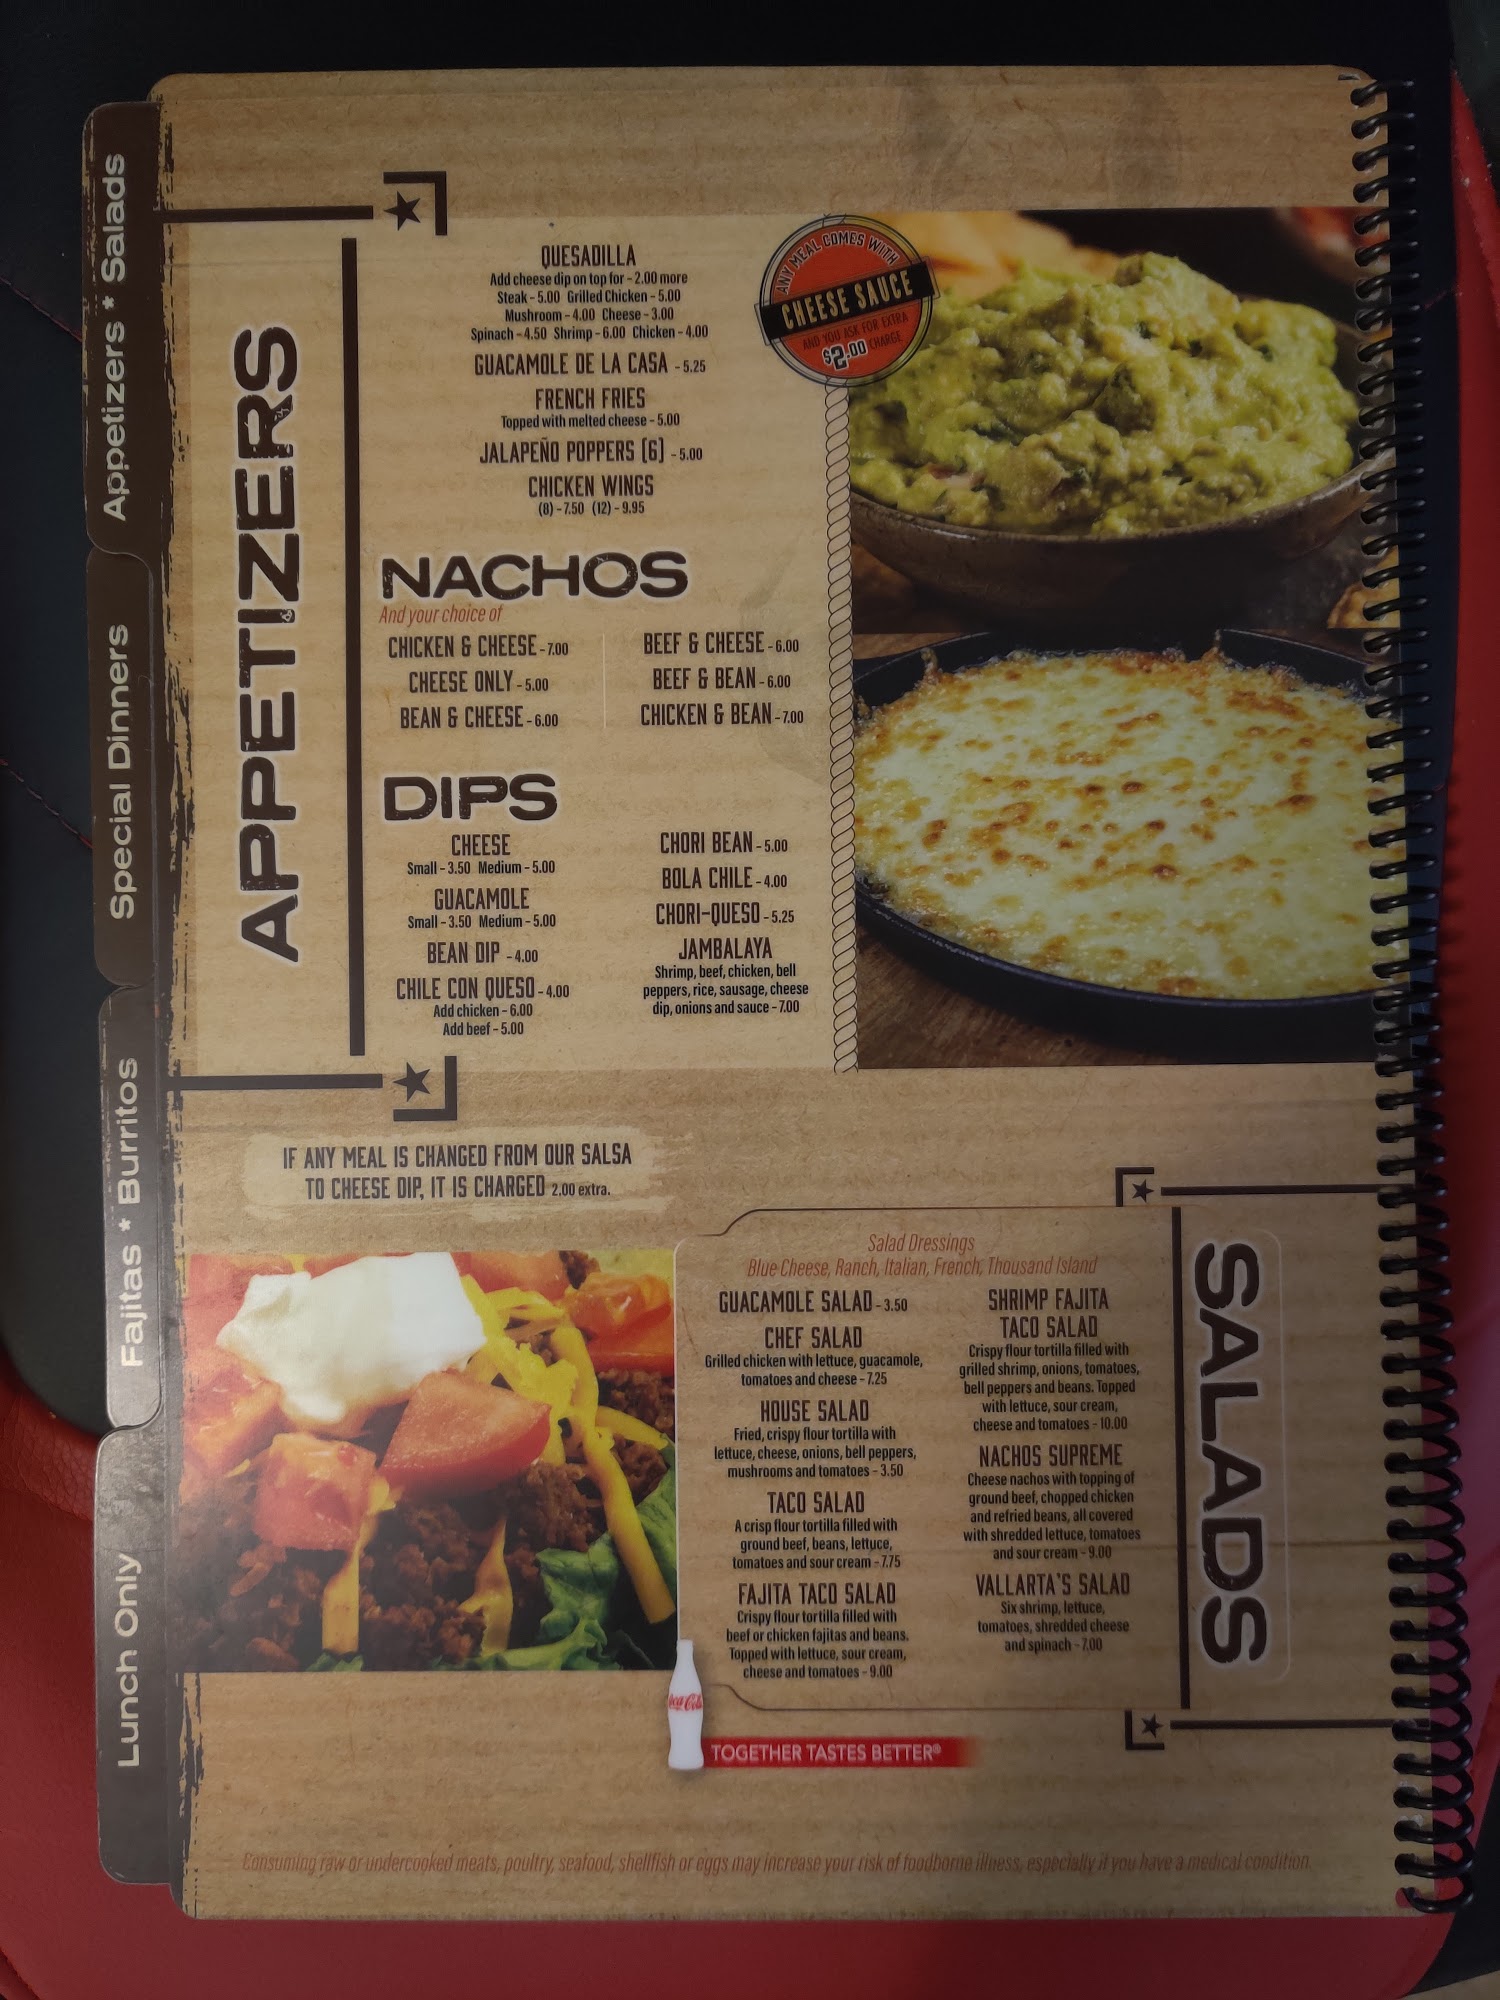 Appetizers * Salads
Special Dinners
Fajitas * Burritos
Lunch Only
APPETIZERS
QUESADILLA
Add cheese dip on top for - 2.00 more
Steak - 5.00 Grilled Chicken - 5.00
Mushroom - 4.00 Cheese - 3.00
Spinach - 4.50 Shrimp - 6.00 Chicken - 4.00
GUACAMOLE DE LA CASA - 5.25
FRENCH FRIES
Topped with melted cheese - 5.00
JALAPEÑO POPPERS (6) - 5.00
CHICKEN WINGS
(8) - 7.50 (12) - 9.95
ANY MEAL COMES WITH
CHEESE SAUCE
AND YOU ASK FOR EXTRA
$2.00 CHARGE
NACHOS
And your choice of
CHICKEN & CHEESE - 7.00
CHEESE ONLY - 5.00
BEAN & CHEESE - 6.00
BEEF & CHEESE - 6.00
BEEF & BEAN - 6.00
CHICKEN & BEAN - 7.00
DIPS
CHEESE
Small - 3.50 Medium - 5.00
GUACAMOLE
Small - 3.50 Medium - 5.00
BEAN DIP - 4.00
CHILE CON QUESO - 4.00
Add chicken - 6.00
Add beef - 5.00
CHORI BEAN - 5.00
BOLA CHILE - 4.00
CHORI-QUESO - 5.25
JAMBALAYA
Shrimp, beef, chicken, bell
peppers, rice, sausage, cheese
dip, onions and sauce - 7.00
IF ANY MEAL IS CHANGED FROM OUR SALSA
TO CHEESE DIP, IT IS CHARGED 2.00 extra.
SALADS
Salad Dressings
Blue Cheese, Ranch, Italian, French, Thousand Island
GUACAMOLE SALAD - 3.50
CHEF SALAD
Grilled chicken with lettuce, guacamole,
tomatoes and cheese - 7.25
HOUSE SALAD
Fried, crispy flour tortilla with
lettuce, cheese, onions, bell peppers,
mushrooms and tomatoes - 3.50
TACO SALAD
A crisp flour tortilla filled with
ground beef, beans, lettuce,
tomatoes and sour cream - 7.75
FAJITA TACO SALAD
Crispy flour tortilla filled with
beef or chicken fajitas and beans.
Topped with lettuce, sour cream,
cheese and tomatoes - 9.00
SHRIMP FAJITA
TACO SALAD
Crispy flour tortilla filled with
grilled shrimp, onions, tomatoes,
bell peppers and beans. Topped
with lettuce, sour cream,
cheese and tomatoes - 10.00
NACHOS SUPREME
Cheese nachos with topping of
ground beef, chopped chicken
and refried beans, all covered
with shredded lettuce, tomatoes
and sour cream - 9.00
VALLARTA'S SALAD
Six shrimp, lettuce,
tomatoes, shredded cheese
and spinach - 7.00
Coca-Cola
TOGETHER TASTES BETTER®
Consuming raw or undercooked meats, poultry, seafood, shellfish or eggs may increase your risk of foodborne illness, especially if you have a medical condition.